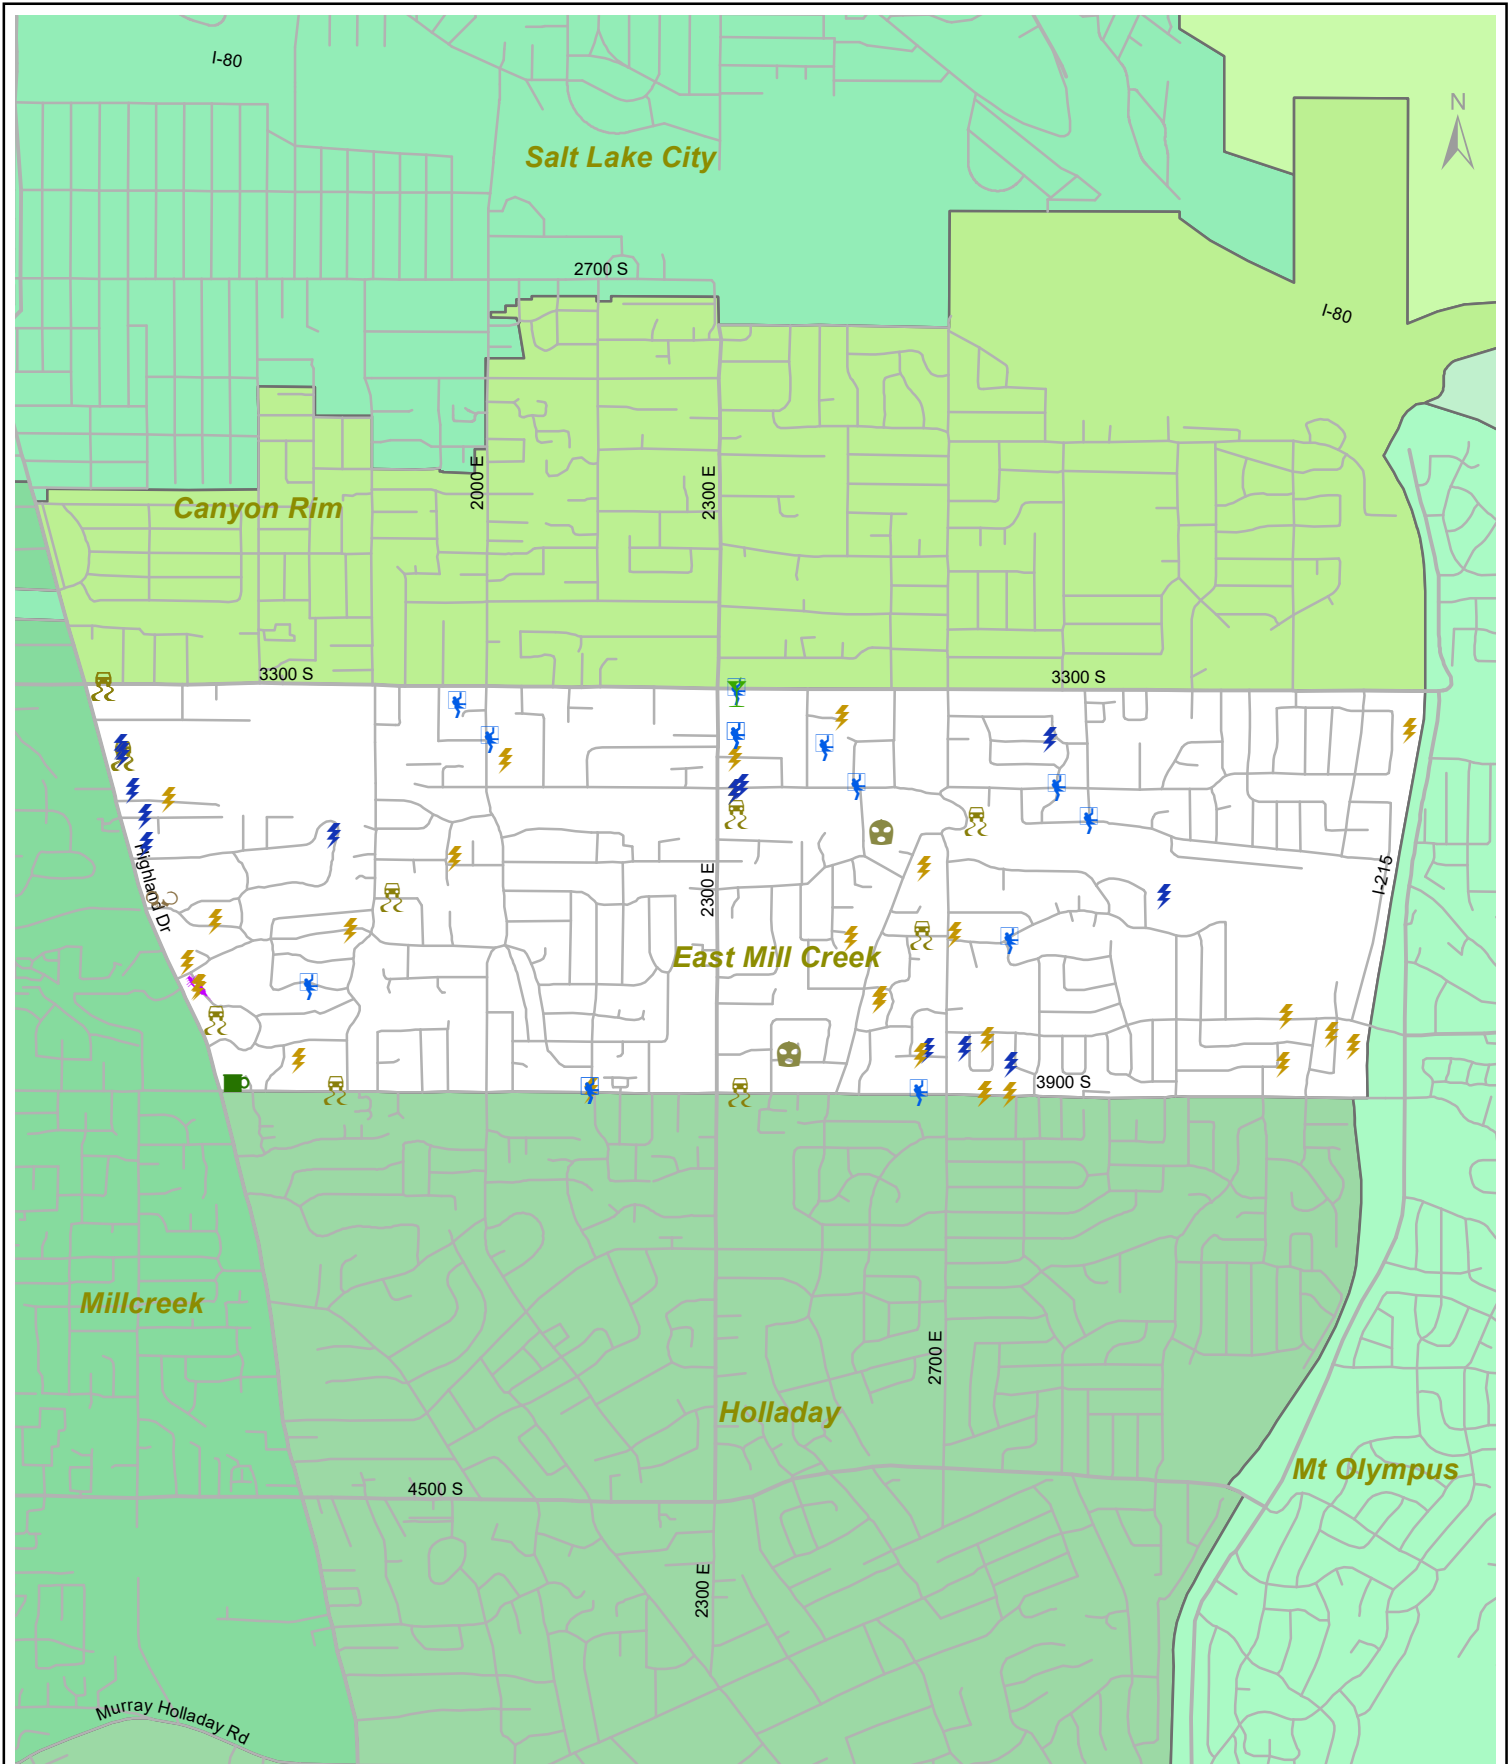 I-80
N
Salt Lake City
2700 S
I-80
2000 E
2300 E
Canyon Rim
3300 S
3300 S
Highland Dr
2300 E
I-215
East Mill Creek
3900 S
Millcreek
2700 E
Holladay
Mt Olympus
4500 S
2300 E
Murray Holladay Rd